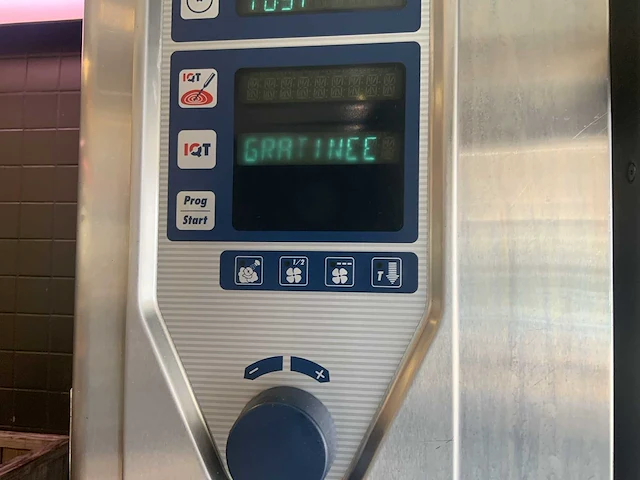 IQT
GRATINEE
IQT
Prog
Start
1/2
T
- +